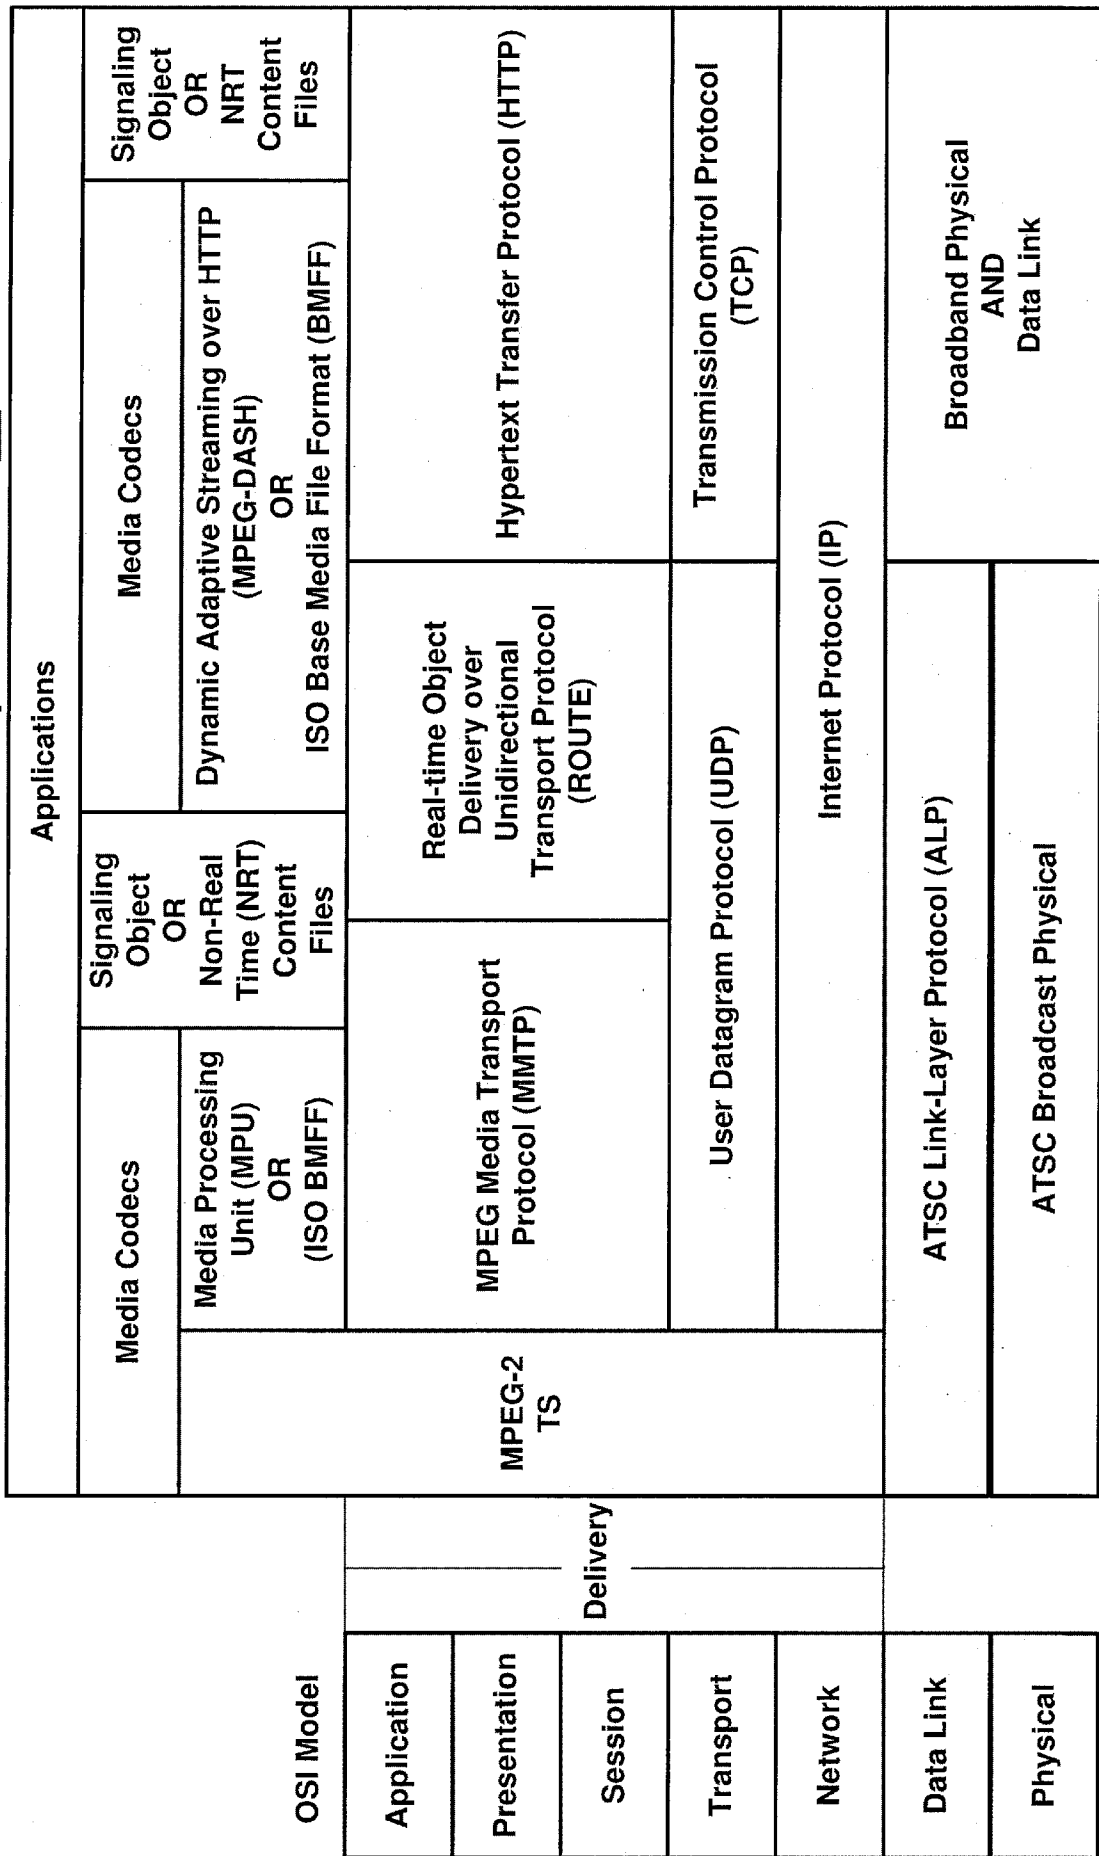 OSI Model
Application
Presentation
Session
Transport
Network
Data Link
Physical
Delivery
Applications
Media Codecs
Signaling
Object
OR
Non-Real
Time (NRT)
Content
Files
Media Codecs
Signaling
Object
OR
NRT
Content
Files
MPEG-2
TS
Media Processing
Unit (MPU)
OR
(ISO BMFF)
Dynamic Adaptive Streaming over HTTP
(MPEG-DASH)
OR
ISO Base Media File Format (BMFF)
MPEG Media Transport
Protocol (MMTP)
Real-time Object
Delivery over
Unidirectional
Transport Protocol
(ROUTE)
Hypertext Transfer Protocol (HTTP)
User Datagram Protocol (UDP)
Transmission Control Protocol
(TCP)
Internet Protocol (IP)
ATSC Link-Layer Protocol (ALP)
ATSC Broadcast Physical
Broadband Physical
AND
Data Link